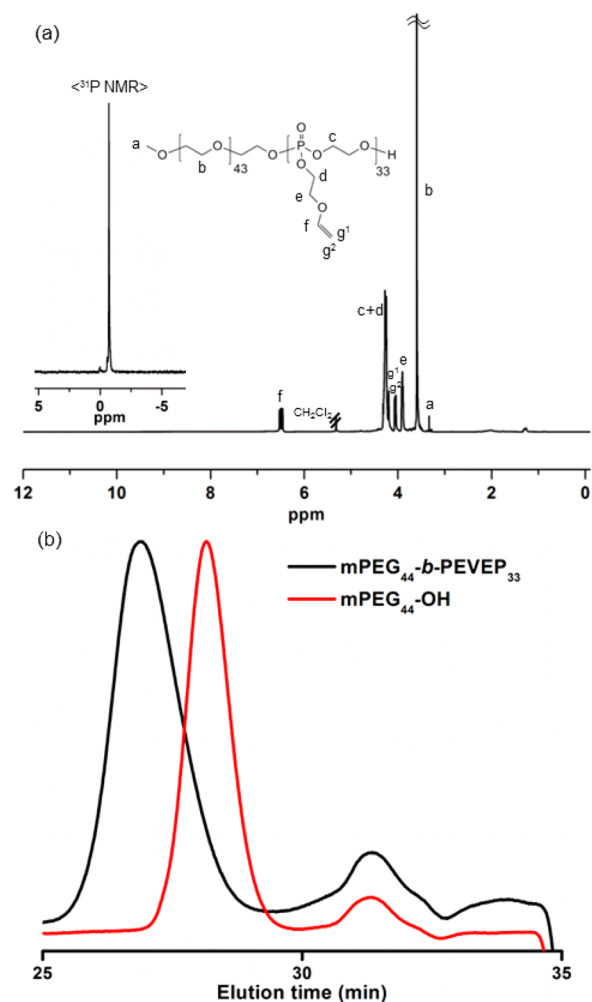 (a)
<³¹P NMR>
a
O
O
b
43
O
O
P
O
O
c
O
H
33
d
e
O
f
g¹
g²
b
c+d
g¹
g²
e
a
f
CH₂Cl₂
5 0 -5
ppm
12 10 8 6 4 2 0
ppm
(b)
mPEG₄₄-b-PEVEP₃₃
mPEG₄₄-OH
25 30 35
Elution time (min)